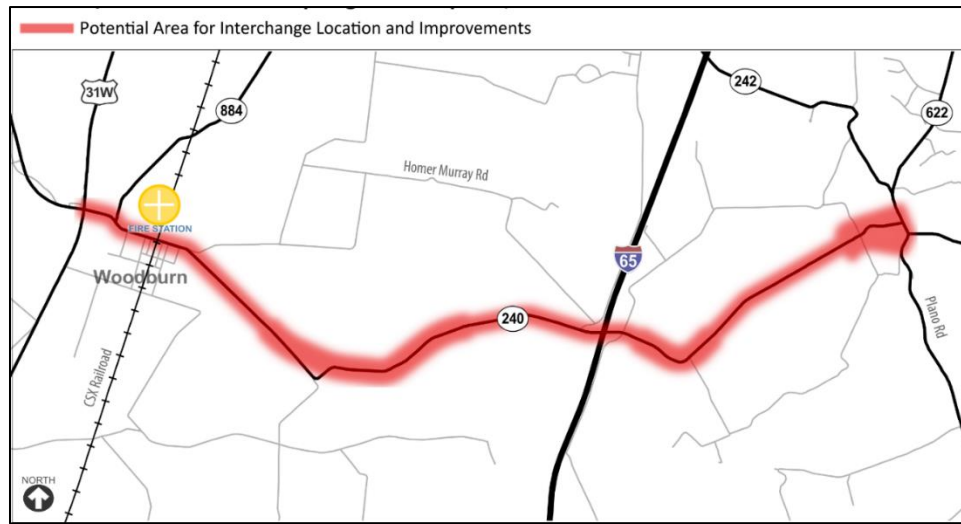 Potential Area for Interchange Location and Improvements
31W
884
242
622
Homer Murray Rd
FIRE STATION
Woodburn
65
240
Plano Rd
CSX Railroad
NORTH